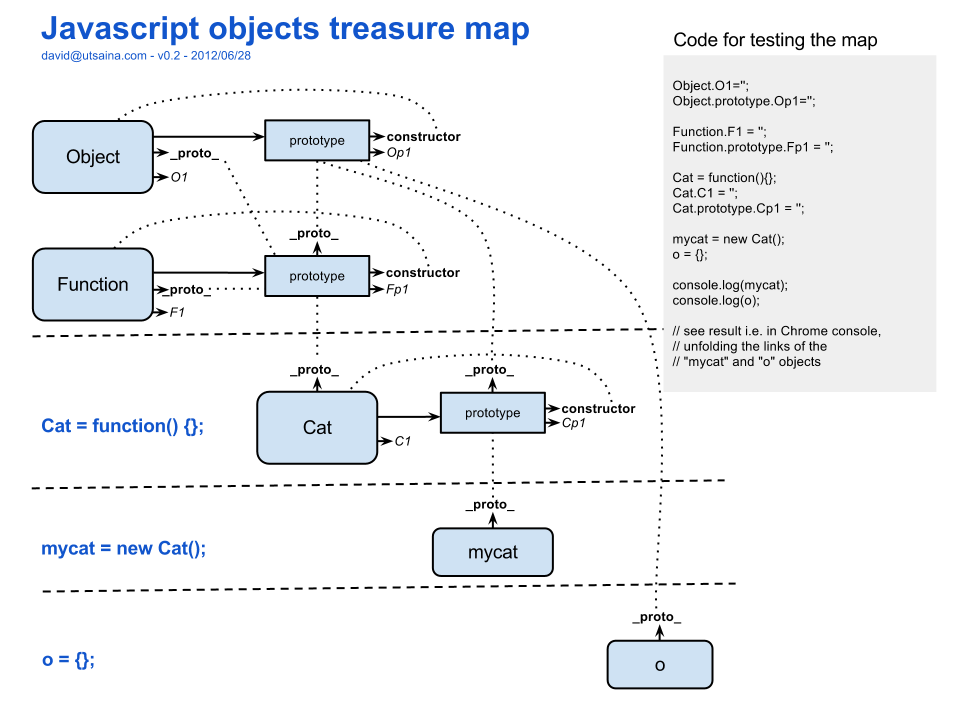 Javascript objects treasure map
david@utsaina.com - v0.2 - 2012/06/28
Code for testing the map
Object.O1='';
Object.prototype.Op1='';
Function.F1 = '';
Function.prototype.Fp1 = '';
Cat = function(){};
Cat.C1 = '';
Cat.prototype.Cp1 = '';
mycat = new Cat();
o = {};
console.log(mycat);
console.log(o);
// see result i.e. in Chrome console,
// unfolding the links of the
// "mycat" and "o" objects
Object
prototype
constructor
_proto_
Op1
O1
_proto_
Function
prototype
constructor
_proto_
Fp1
F1
_proto_
_proto_
Cat = function() {};
Cat
prototype
constructor
Cp1
C1
_proto_
mycat = new Cat();
mycat
_proto_
o = {};
o